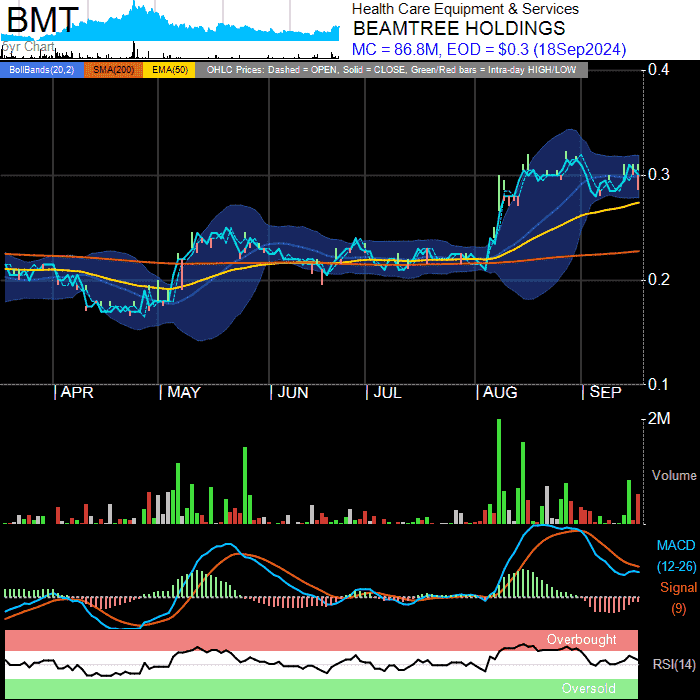 BMT
5yr Chart
Health Care Equipment & Services
BEAMTREE HOLDINGS
MC = 86.8M, EOD = $0.3 (18Sep2024)
BollBands(20,2) SMA(200) EMA(50) OHLC Prices: Dashed = OPEN, Solid = CLOSE, Green/Red bars = Intra-day HIGH/LOW
0.4
0.3
0.2
0.1
APR MAY JUN JUL AUG SEP
2M
Volume
MACD
(12-26)
Signal
(9)
Overbought
RSI(14)
Oversold